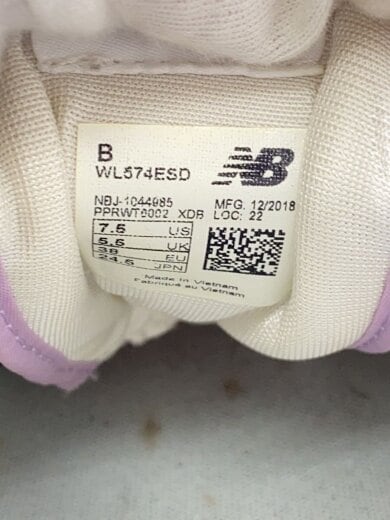 B
WL574ESD
NB
NBJ-1044985 MFG. 12/2018
PPRWT6002 XDB LOC: 22
7.5 US
5.5 UK
38 EU
24.5 JPN
Made in Vietnam
Fabriqué au Vietnam